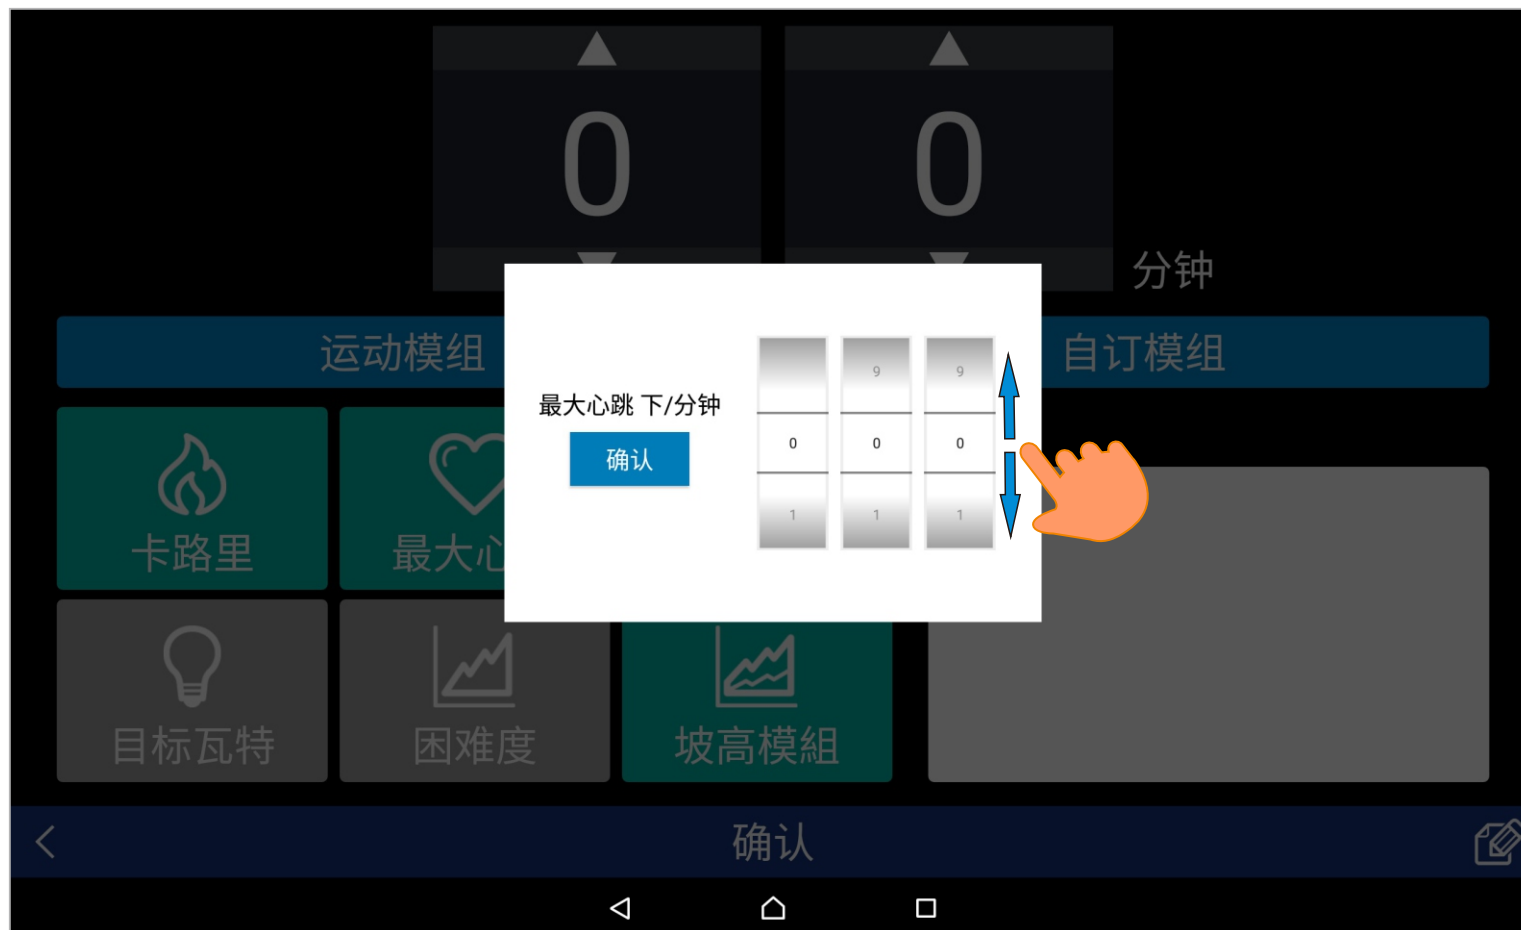 0 0
分钟
运动模组
自订模组
最大心跳 下/分钟
确认
9 9
0 0 0
1 1 1
卡路里
最大心
目标瓦特
困难度
坡高模組
确认